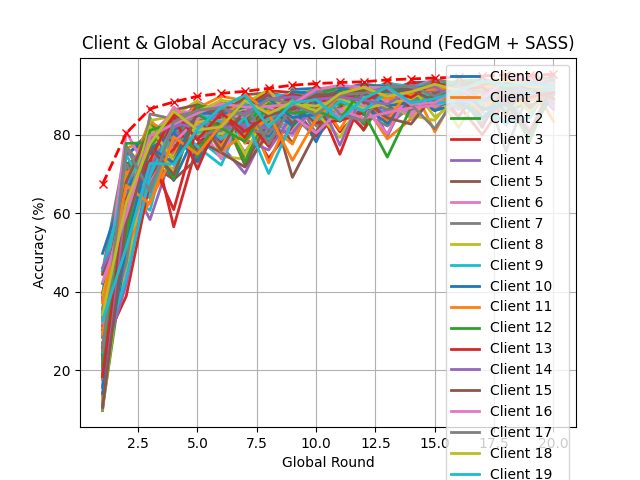 Client & Global Accuracy vs. Global Round (FedGM + SASS)
Accuracy (%)
80
60
40
20
2.5
5.0
7.5
10.0
12.5
15.0
17.5
20.0
Global Round
Client 0
Client 1
Client 2
Client 3
Client 4
Client 5
Client 6
Client 7
Client 8
Client 9
Client 10
Client 11
Client 12
Client 13
Client 14
Client 15
Client 16
Client 17
Client 18
Client 19